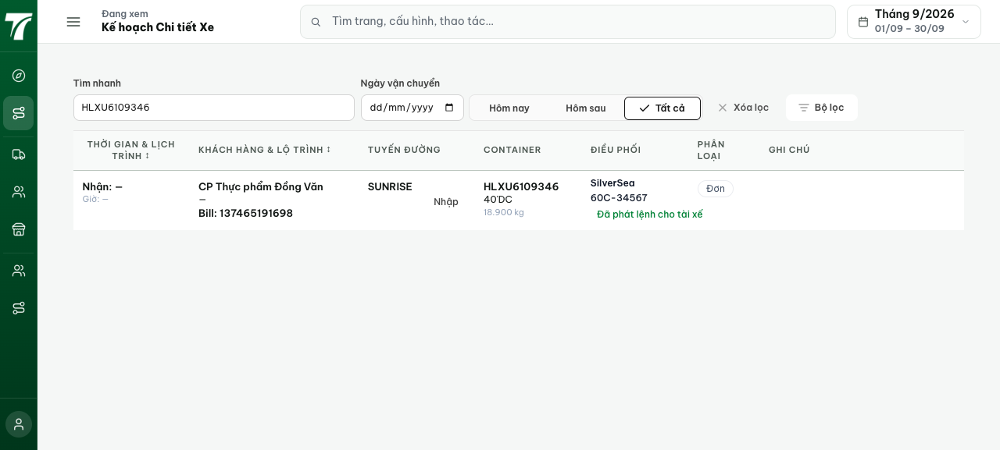 Đang xem
Kế hoạch Chi tiết Xe
Tìm trang, cấu hình, thao tác...
Tháng 9/2026
01/09 – 30/09
Tìm nhanh
Ngày vận chuyển
HLXU6109346
dd/mm/yyyy
Hôm nay
Hôm sau
Tất cả
Xóa lọc
Bộ lọc
THỜI GIAN & LỊCH
TRÌNH ↕
KHÁCH HÀNG & LỘ TRÌNH ↕
TUYẾN ĐƯỜNG
CONTAINER
ĐIỀU PHỐI
PHÂN
LOẠI
GHI CHÚ
Nhận: —
Giờ: —
CP Thực phẩm Đồng Văn
—
Bill: 137465191698
SUNRISE
Nhập
HLXU6109346
40'DC
18.900 kg
SilverSea
60C-34567
Đã phát lệnh cho tài xế
Đơn